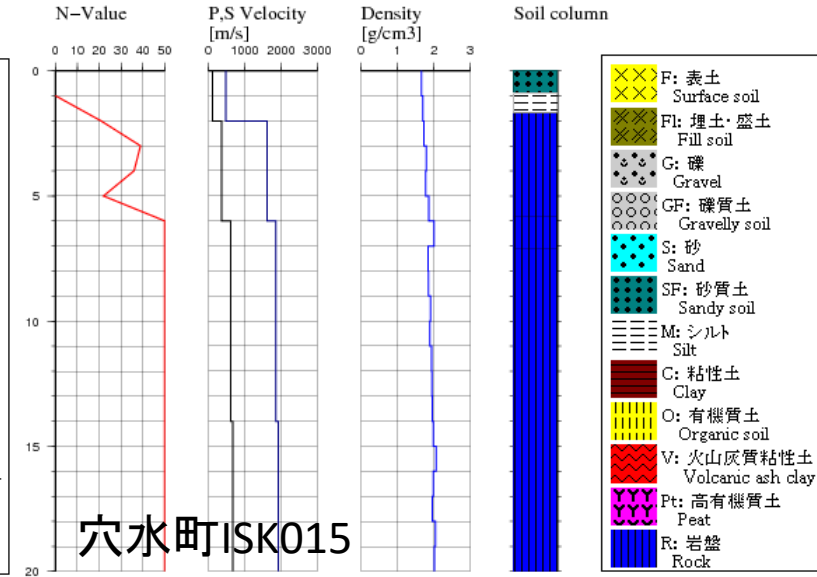 N−Value
P,S Velocity
[m/s]
Density
[g/cm3]
Soil column
0 10 20 30 40 50
0 1000 2000 3000
0 1 2 3
0
5
10
15
20
穴水町ISK015
F: 表土
Surface soil
Fl: 埋土・盛土
Fill soil
G: 礫
Gravel
GF: 礫質土
Gravelly soil
S: 砂
Sand
SF: 砂質土
Sandy soil
M: シルト
Silt
C: 粘性土
Clay
O: 有機質土
Organic soil
V: 火山灰質粘性土
Volcanic ash clay
Pt: 高有機質土
Peat
R: 岩盤
Rock